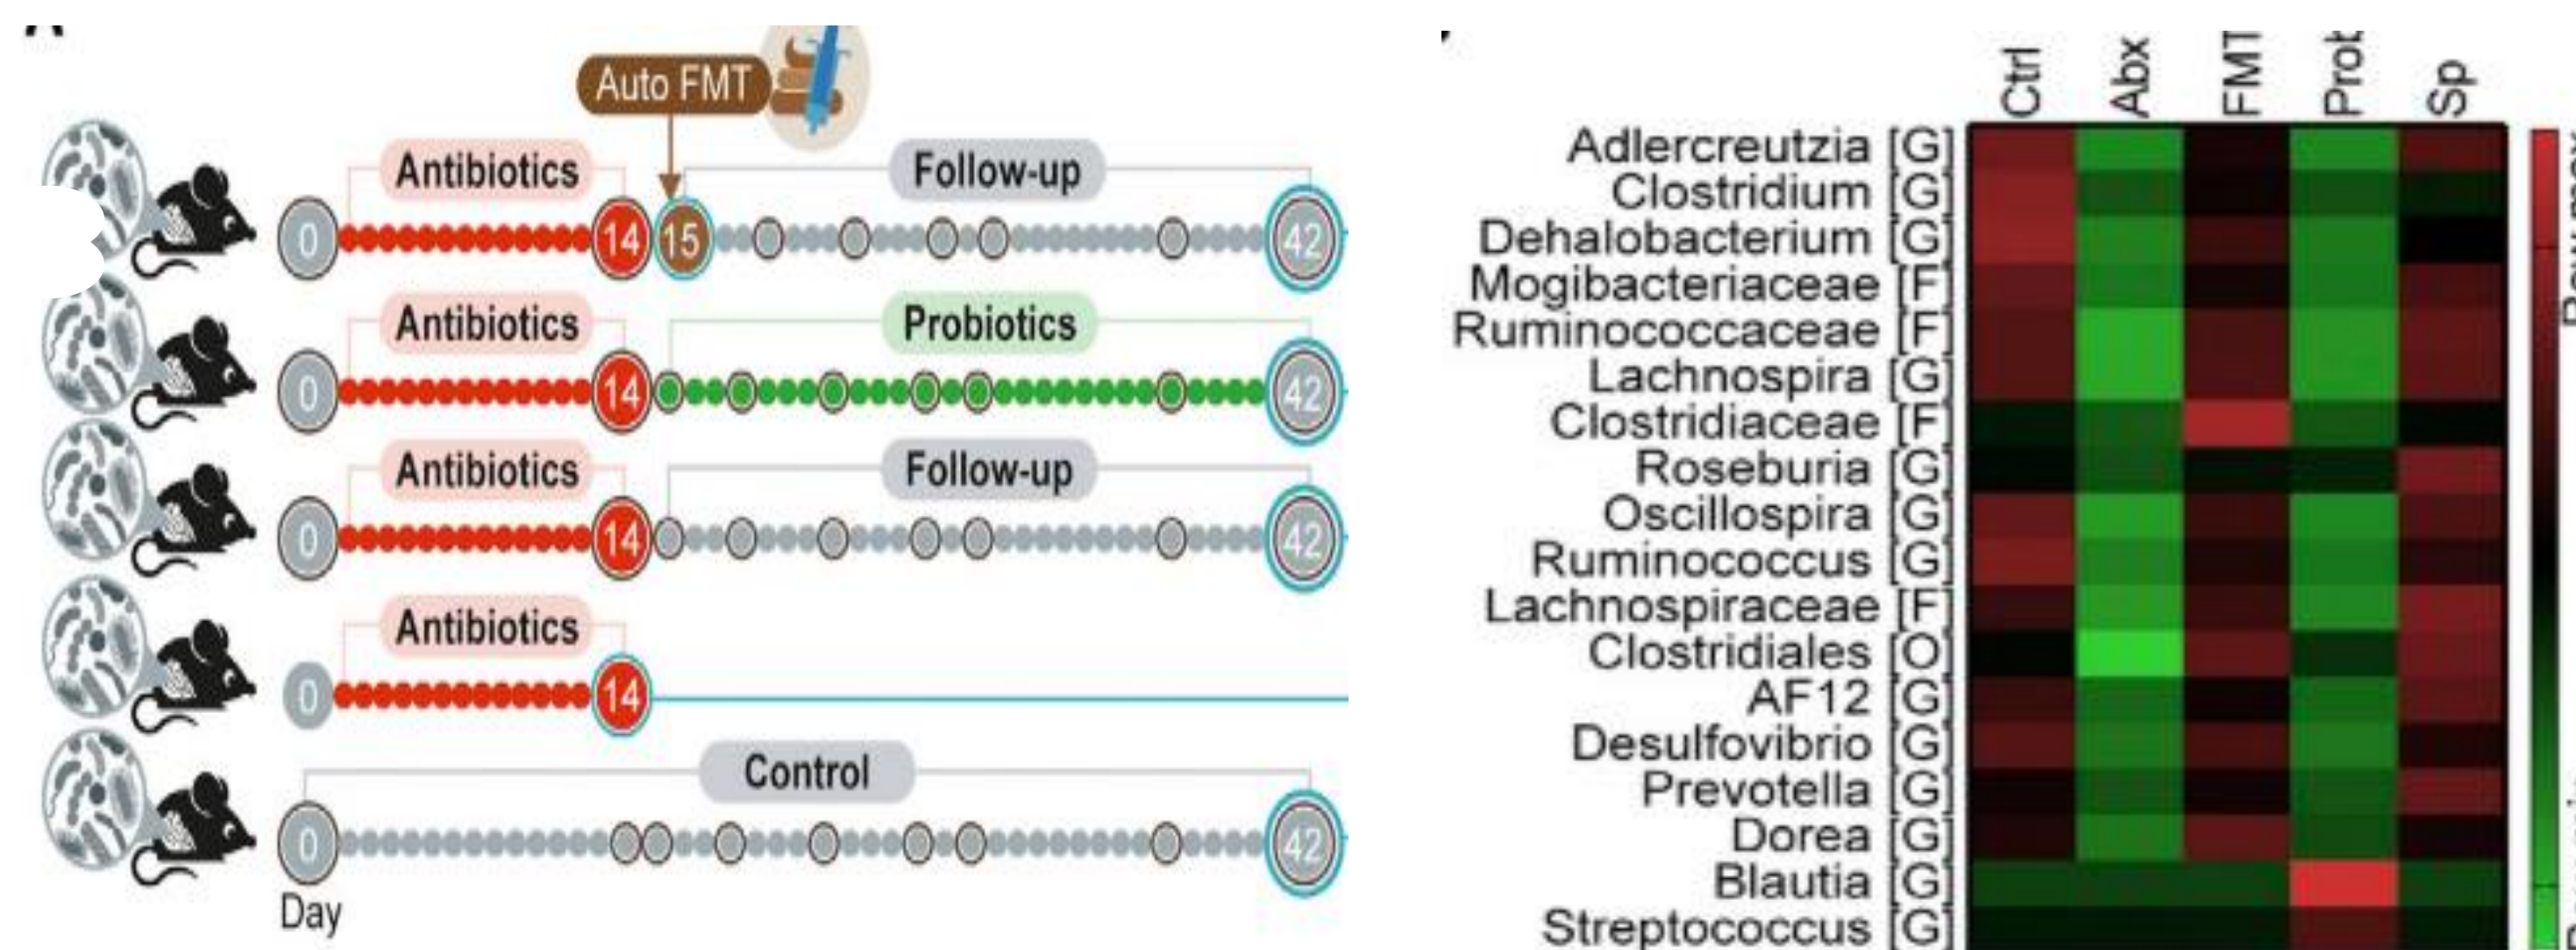 Auto FMT
Antibiotics
Follow-up
0 14 15 42
Antibiotics
Probiotics
0 14 42
Antibiotics
Follow-up
0 14 42
Antibiotics
0 14
Control
0 42
Day
Ctrl Abx FMT Prot Sp
Adlercreutzia [G]
Clostridium [G]
Dehalobacterium [G]
Mogibacteriaceae [F
Ruminococcaceae [F
Lachnospira [G]
Clostridiaceae [F
Roseburia [G]
Oscillospira [G]
Ruminococcus [G]
Lachnospiraceae [F]
Clostridiales [O
AF12 [G]
Desulfovibrio [G]
Prevotella [G]
Dorea [G]
Blautia [G]
Streptococcus [G]